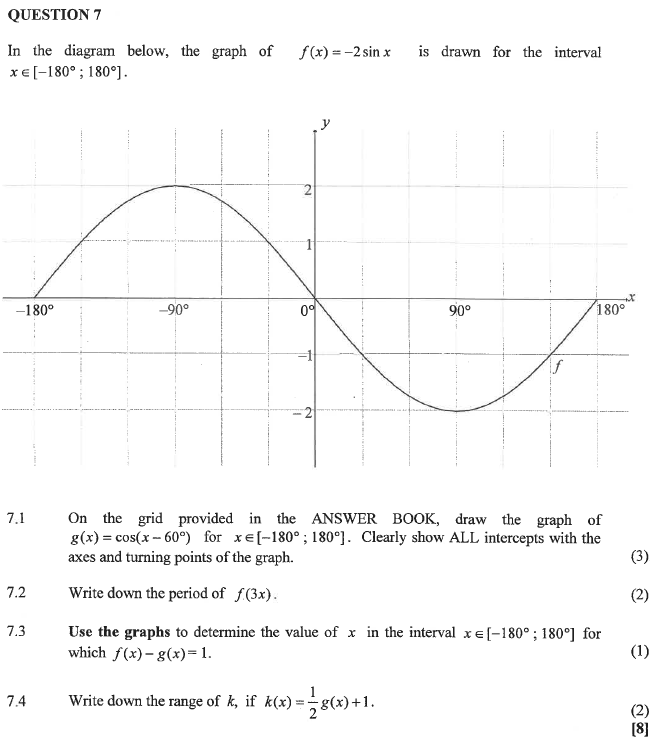 QUESTION 7
In the diagram below, the graph of f(x) = −2 sin x is drawn for the interval
x ∈ [−180° ; 180°].
y
2
1
−180°
−90°
0°
90°
180°
x
−1
f
−2
7.1 On the grid provided in the ANSWER BOOK, draw the graph of
g(x) = cos(x − 60°) for x ∈ [−180° ; 180°]. Clearly show ALL intercepts with the
axes and turning points of the graph. (3)
7.2 Write down the period of f(3x). (2)
7.3 Use the graphs to determine the value of x in the interval x ∈ [−180° ; 180°] for
which f(x) − g(x) = 1. (1)
7.4 Write down the range of k, if k(x) = 1/2 g(x) + 1. (2)
[8]